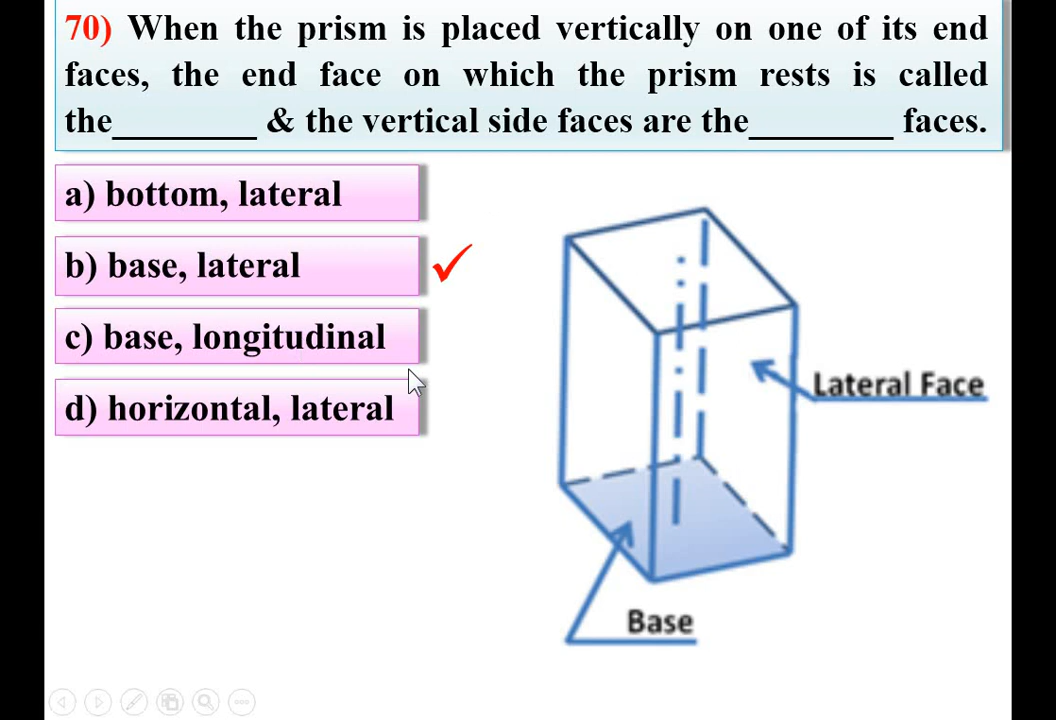 70) When the prism is placed vertically on one of its end
faces, the end face on which the prism rests is called
the________ & the vertical side faces are the________ faces.
a) bottom, lateral
b) base, lateral
c) base, longitudinal
d) horizontal, lateral
Lateral Face
Base